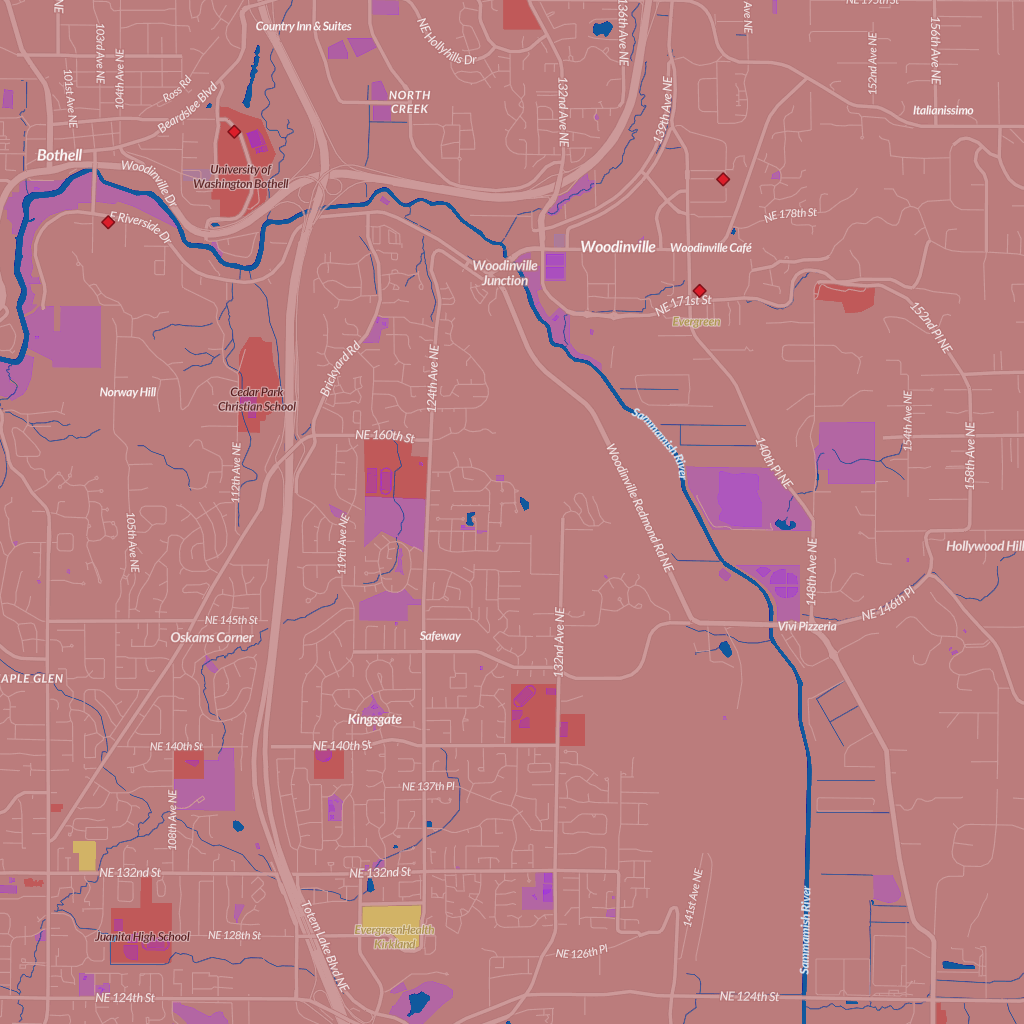 NE 195th St
Country Inn & Suites
NE Hollyhills Dr
136th Ave NE
Ave NE
156th Ave NE
152nd Ave NE
103rd Ave NE
104th Ave NE
101st Ave NE
NE
Ross Rd
Beardslee Blvd
NORTH
CREEK
132nd Ave NE
139th Ave NE
Italianissimo
Bothell
Woodinville Dr
University of
Washington Bothell
E Riverside Dr
NE 178th St
Woodinville
Woodinville Café
Woodinville
Junction
NE 171st St
Evergreen
152nd Pl NE
Brickyard Rd
124th Ave NE
Norway Hill
Cedar Park
Christian School
NE 160th St
Sammamish River
154th Ave NE
158th Ave NE
140th Pl NE
112th Ave NE
Woodinville Redmond Rd NE
105th Ave NE
119th Ave NE
148th Ave NE
Hollywood Hill
NE 146th Pl
NE 145th St
Oskams Corner
Safeway
132nd Ave NE
Vivi Pizzeria
APLE GLEN
Kingsgate
NE 140th St
NE 140th St
NE 137th Pl
108th Ave NE
NE 132nd St
NE 132nd St
Totem Lake Blvd NE
141st Ave NE
Sammamish River
EvergreenHealth
Kirkland
Juanita High School
NE 128th St
NE 126th Pl
NE 124th St
NE 124th St